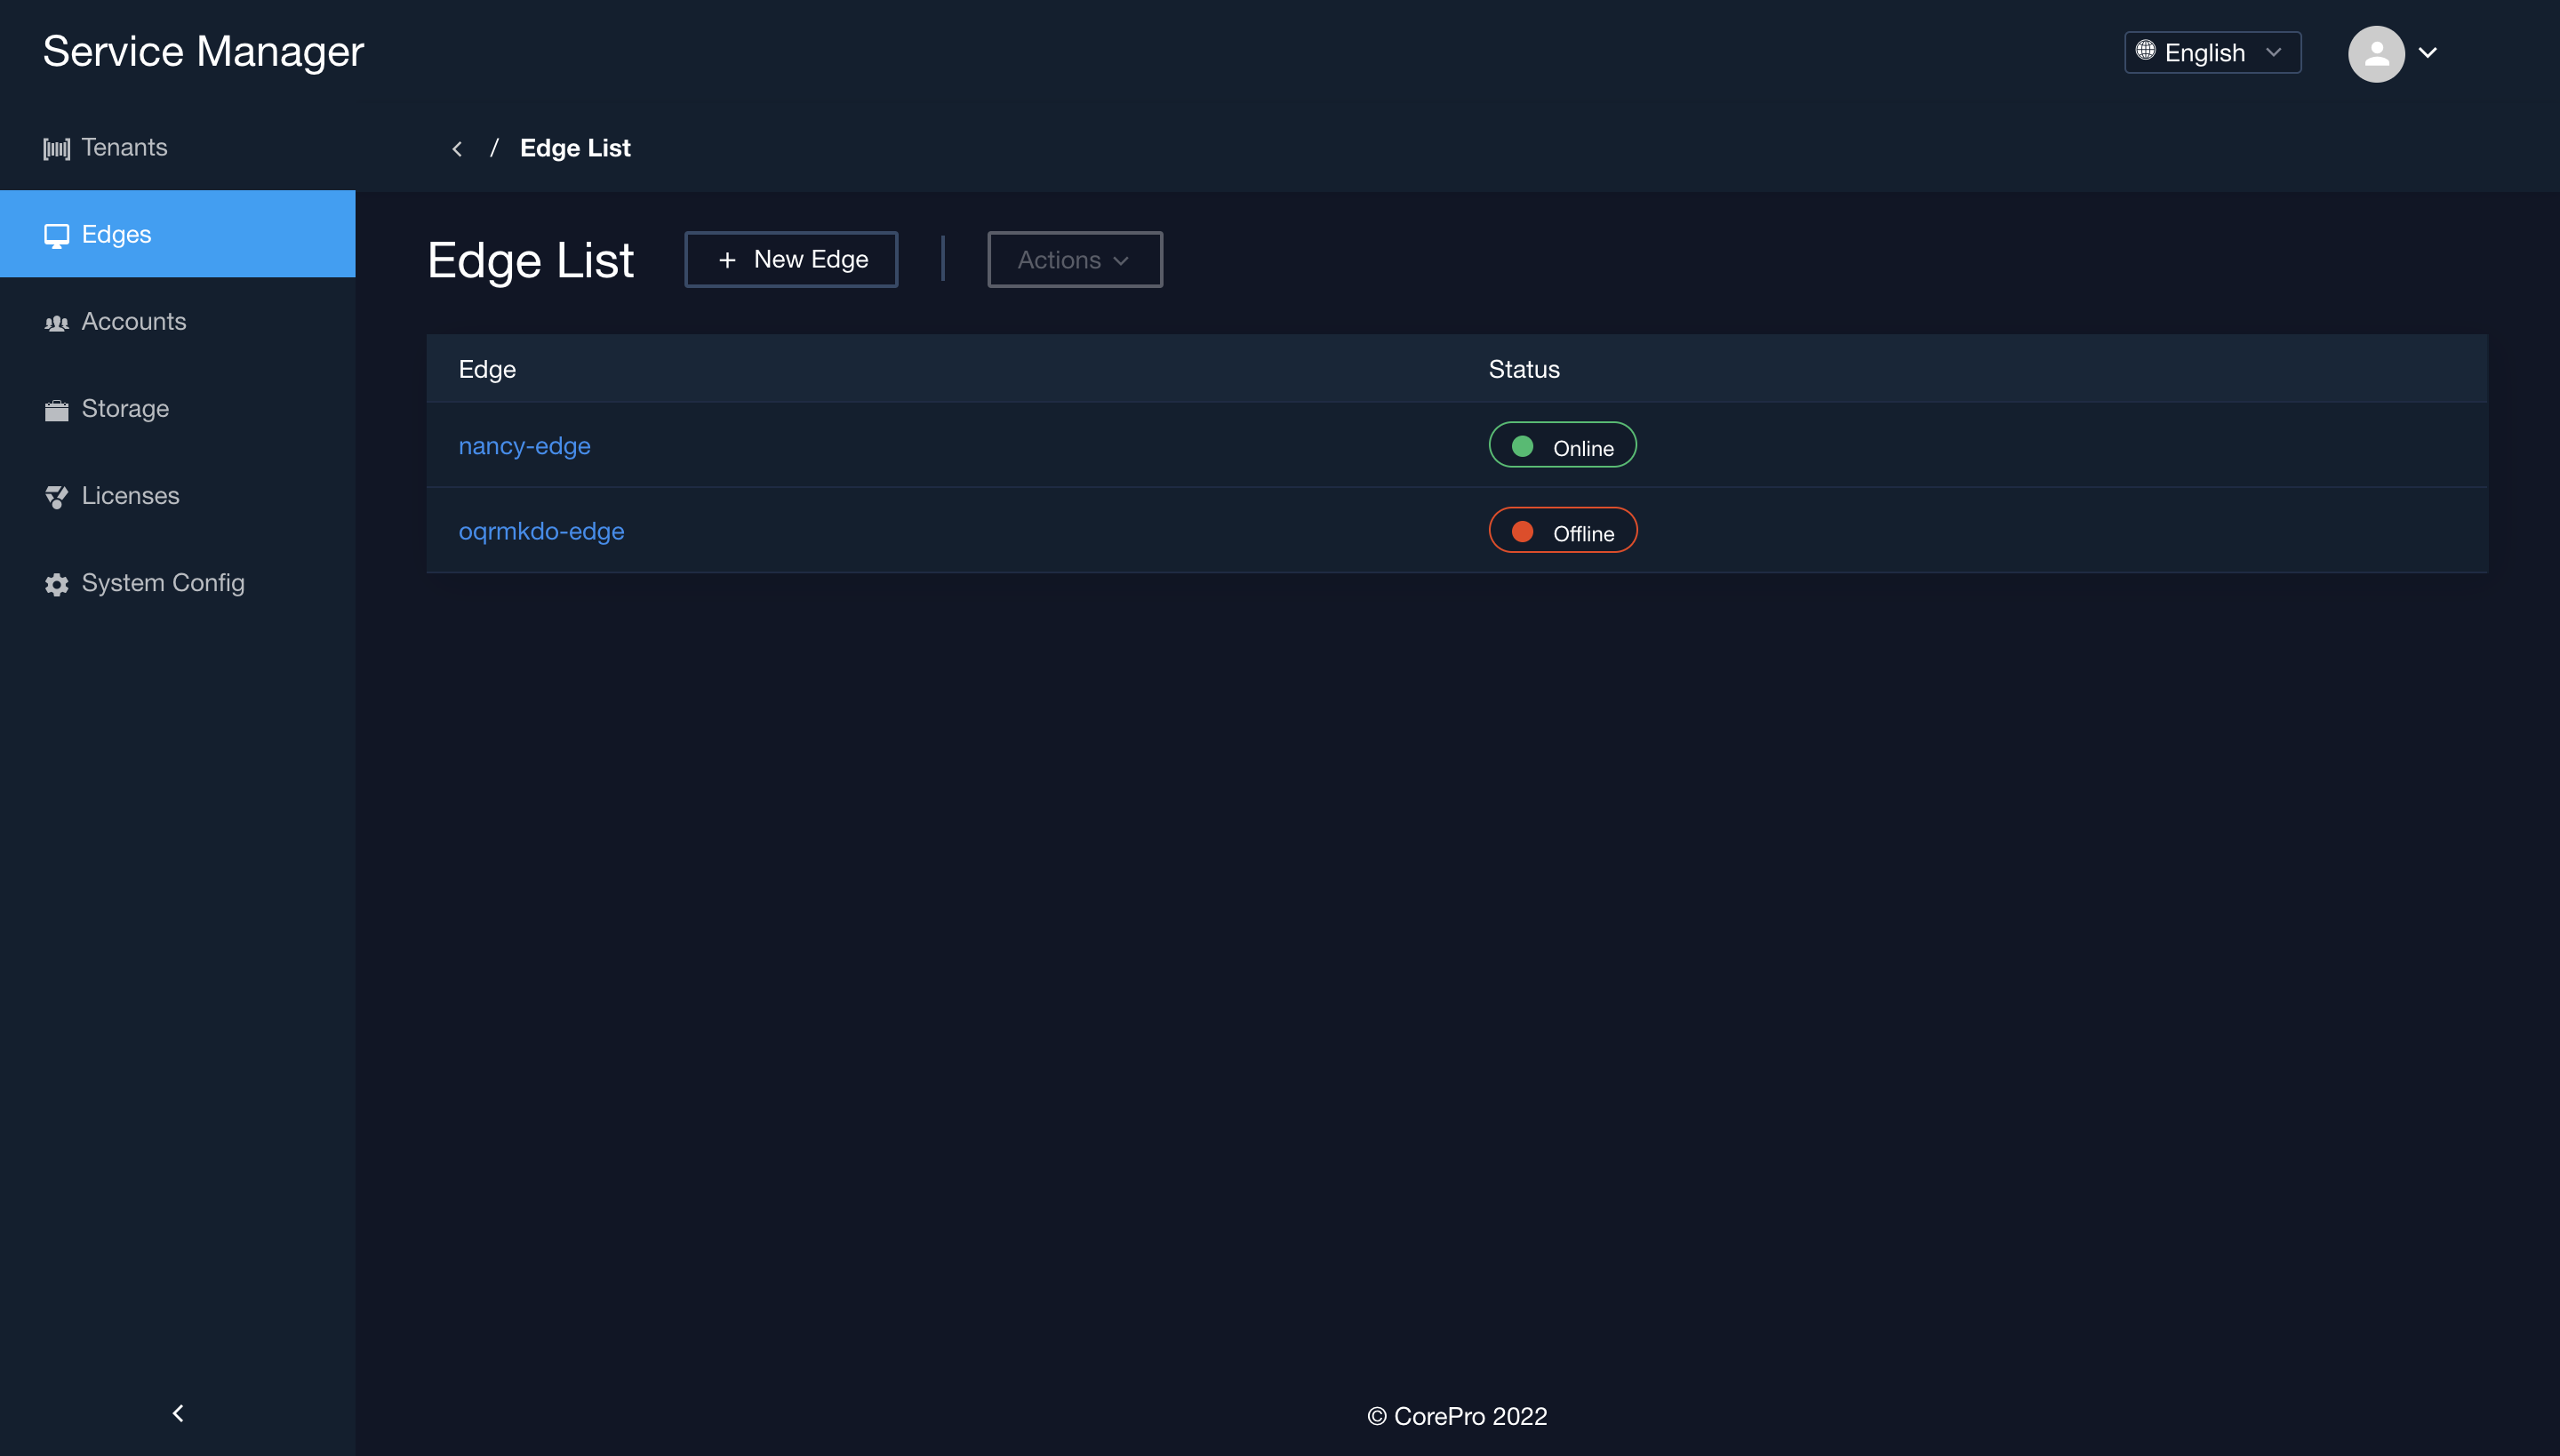 Service Manager
English
Tenants
/ Edge List
Edges
Edge List
+ New Edge
Actions
Accounts
Edge Status
Storage
nancy-edge Online
Licenses
oqrmkdo-edge Offline
System Config
© CorePro 2022